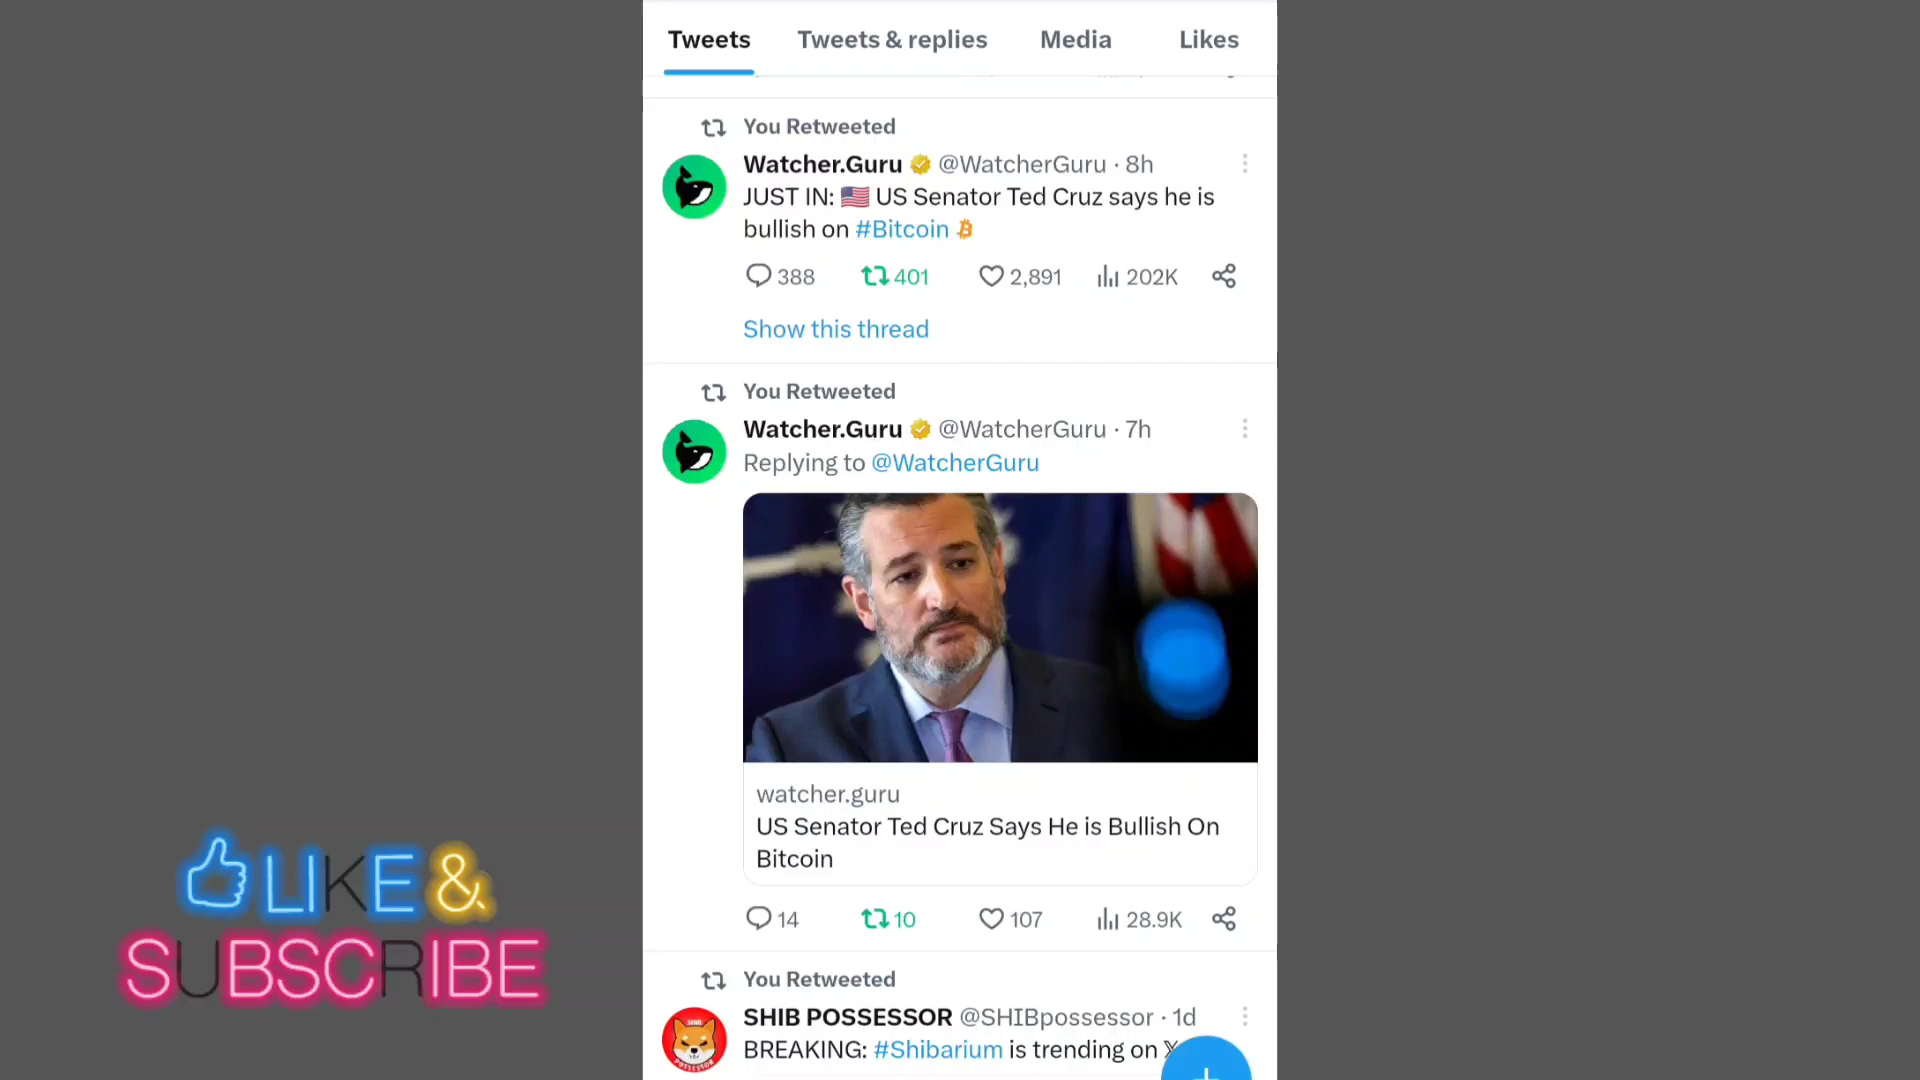 Tweets Tweets & replies Media Likes
You Retweeted
Watcher.Guru @WatcherGuru · 8h
JUST IN: 🇺🇸 US Senator Ted Cruz says he is
bullish on #Bitcoin
388 401 2,891 202K
Show this thread
You Retweeted
Watcher.Guru @WatcherGuru · 7h
Replying to @WatcherGuru
watcher.guru
US Senator Ted Cruz Says He is Bullish On
Bitcoin
14 10 107 28.9K
You Retweeted
SHIB POSSESSOR @SHIBpossessor · 1d
BREAKING: #Shibarium is trending on 𝕏
LIKE &
SUBSCRIBE